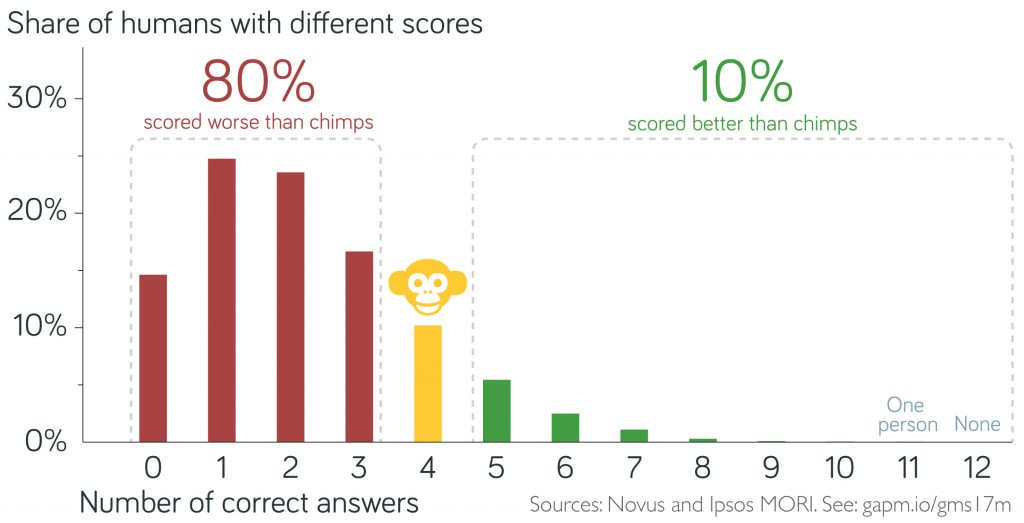 Share of humans with different scores
80%
scored worse than chimps
10%
scored better than chimps
30%
20%
10%
0%
One
person
None
0 1 2 3 4 5 6 7 8 9 10 11 12
Number of correct answers
Sources: Novus and Ipsos MORI. See: gapm.io/gms17m